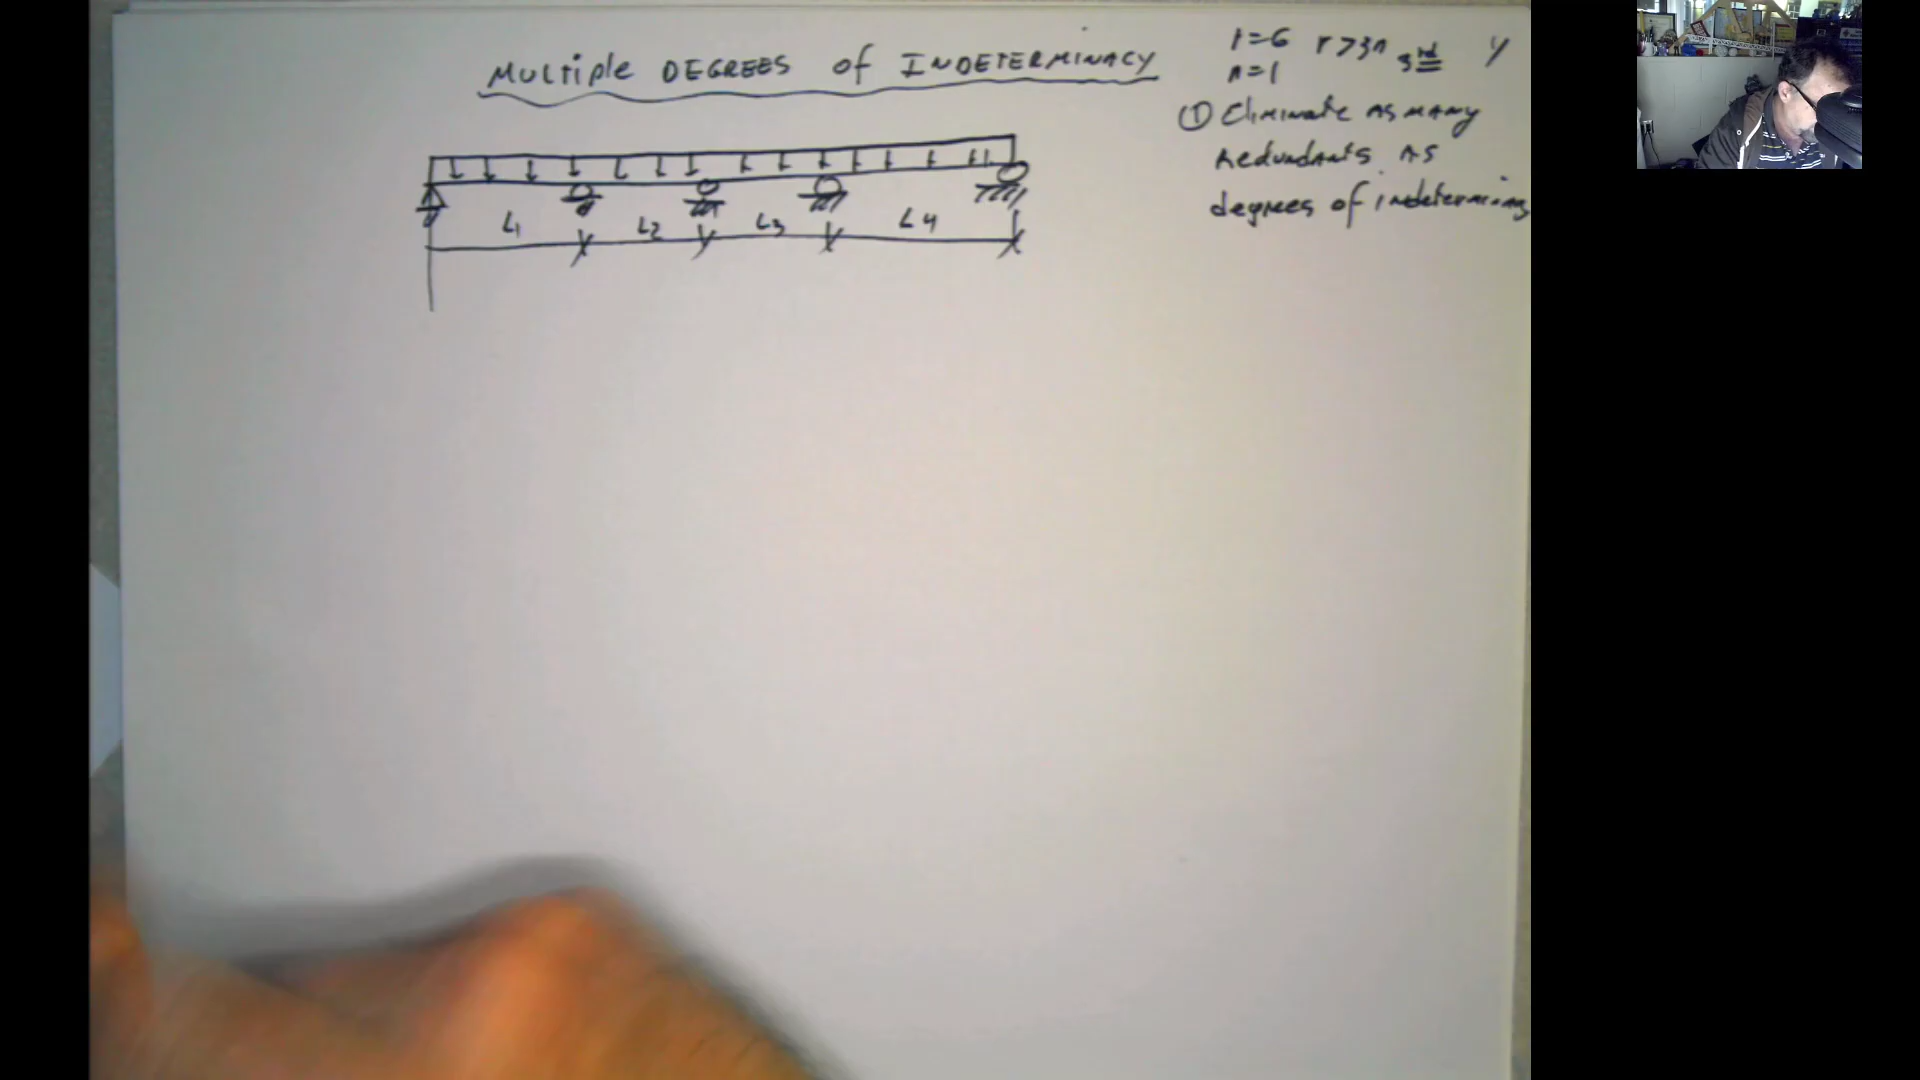 MULTIPLE DEGREES of INDETERMINACY
r=6 r>3n 3rd
n=1
① Eliminate AS MANY
Redundants AS
degrees of indeterminacy
L1 L2 L3 L4